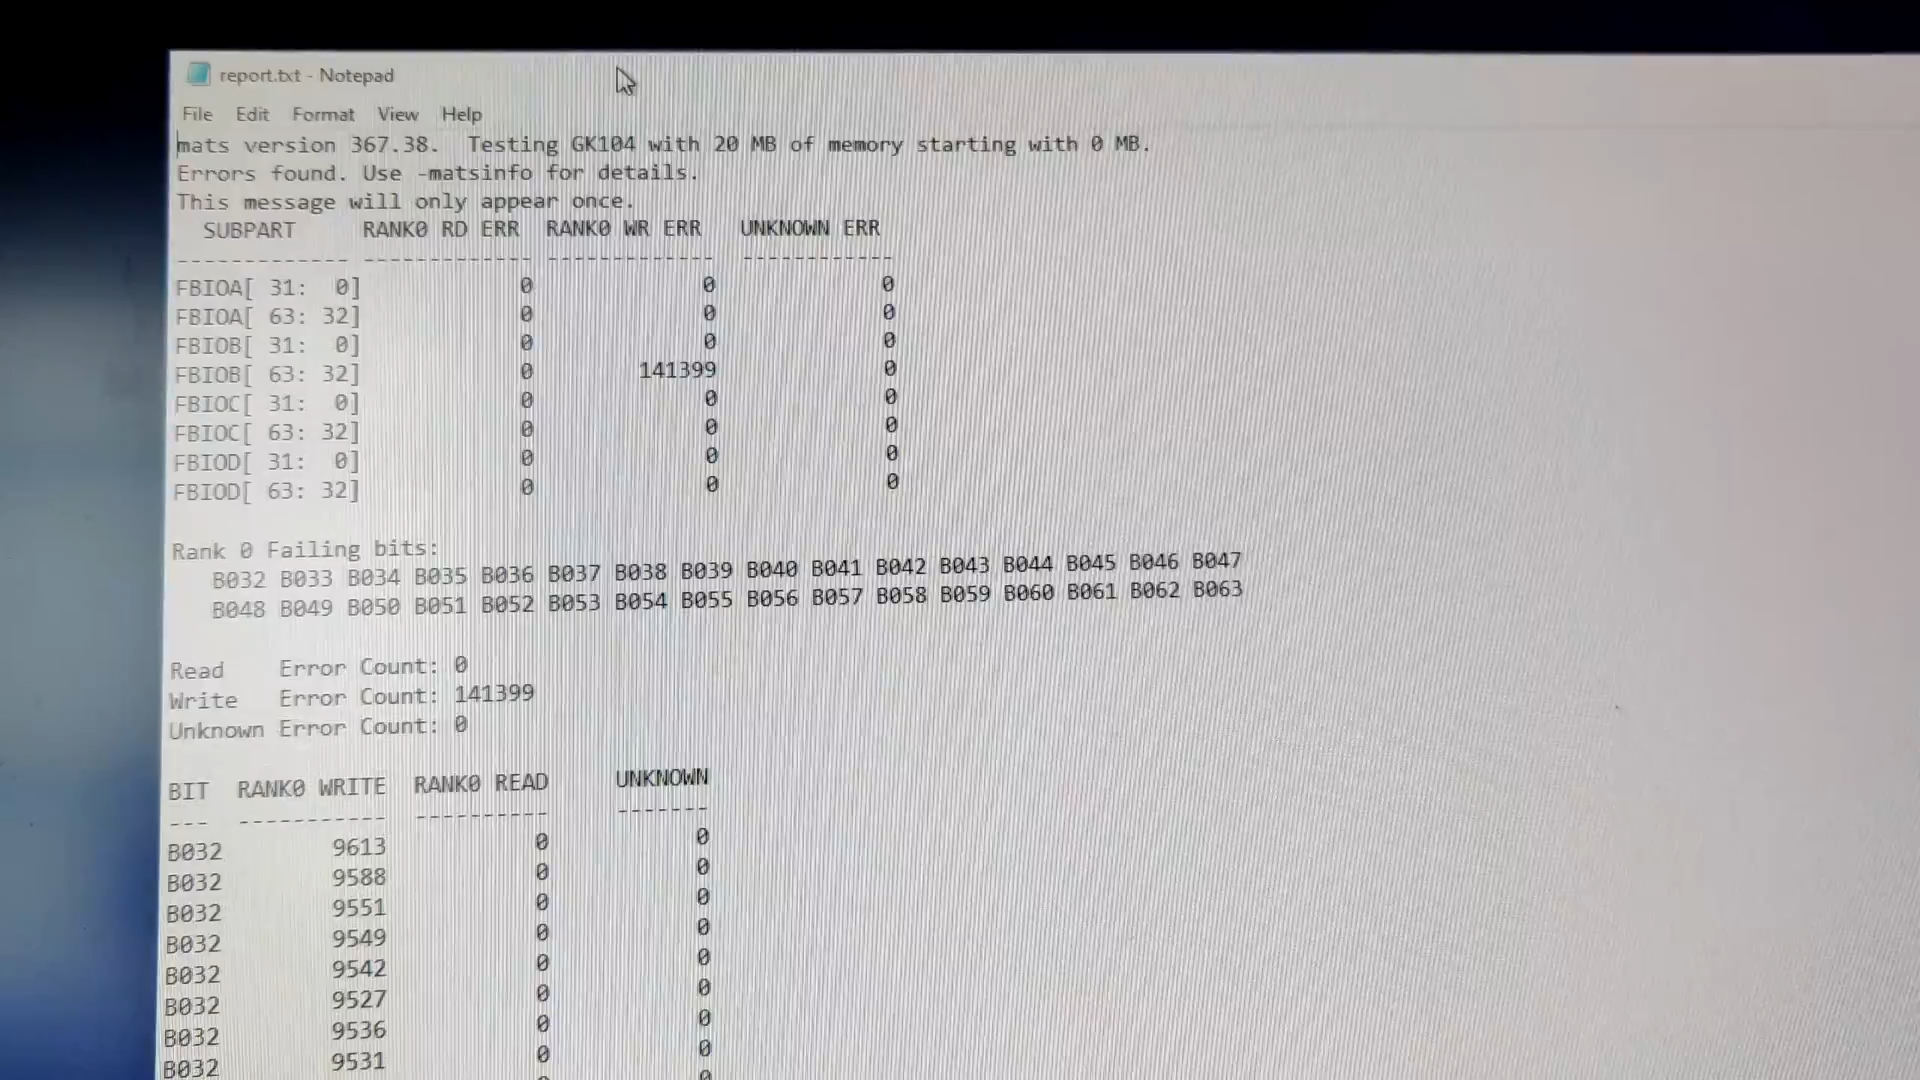 report.txt - Notepad
File Edit Format View Help
mats version 367.38.  Testing GK104 with 20 MB of memory starting with 0 MB.
Errors found. Use -matsinfo for details.
This message will only appear once.
SUBPART RANK0 RD ERR RANK0 WR ERR UNKNOWN ERR
------------- ------------- ------------- ------------
FBIOA[ 31:  0] 0 0 0
FBIOA[ 63: 32] 0 0 0
FBIOB[ 31:  0] 0 0 0
FBIOB[ 63: 32] 0 141399 0
FBIOC[ 31:  0] 0 0 0
FBIOC[ 63: 32] 0 0 0
FBIOD[ 31:  0] 0 0 0
FBIOD[ 63: 32] 0 0 0
Rank 0 Failing bits:
B032 B033 B034 B035 B036 B037 B038 B039 B040 B041 B042 B043 B044 B045 B046 B047
B048 B049 B050 B051 B052 B053 B054 B055 B056 B057 B058 B059 B060 B061 B062 B063
Read Error Count: 0
Write Error Count: 141399
Unknown Error Count: 0
BIT RANK0 WRITE RANK0 READ UNKNOWN
--- ----------- ---------- -------
B032 9613 0 0
B032 9588 0 0
B032 9551 0 0
B032 9549 0 0
B032 9542 0 0
B032 9527 0 0
B032 9536 0 0
B032 9531 0 0